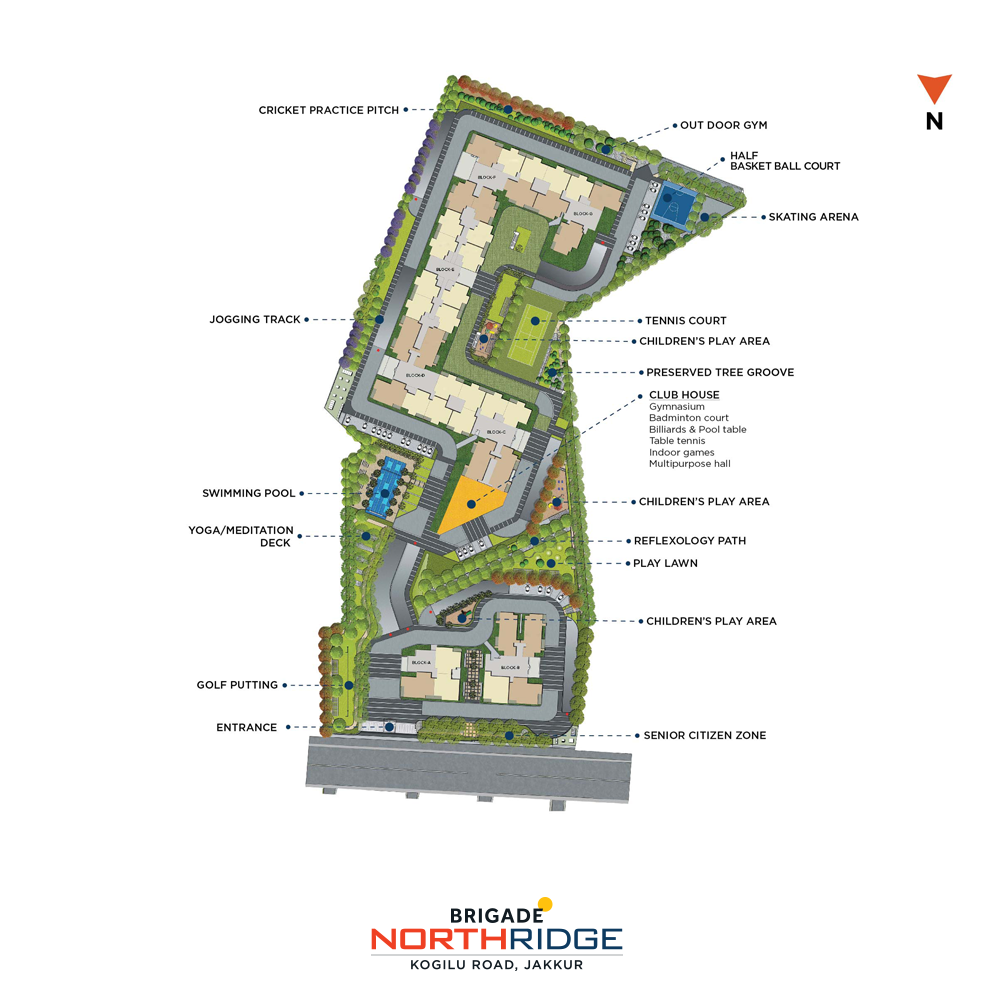 CRICKET PRACTICE PITCH
OUT DOOR GYM
N
HALF
BASKET BALL COURT
BLOCK-F
BLOCK-G
SKATING ARENA
BLOCK-E
JOGGING TRACK
TENNIS COURT
CHILDREN'S PLAY AREA
BLOCK-D
PRESERVED TREE GROOVE
CLUB HOUSE
Gymnasium
Badminton court
Billiards & Pool table
Table tennis
Indoor games
Multipurpose hall
BLOCK-C
SWIMMING POOL
CHILDREN'S PLAY AREA
YOGA/MEDITATION
DECK
REFLEXOLOGY PATH
PLAY LAWN
CHILDREN'S PLAY AREA
BLOCK-A
BLOCK-B
GOLF PUTTING
ENTRANCE
SENIOR CITIZEN ZONE
BRIGADE
NORTHRIDGE
KOGILU ROAD, JAKKUR